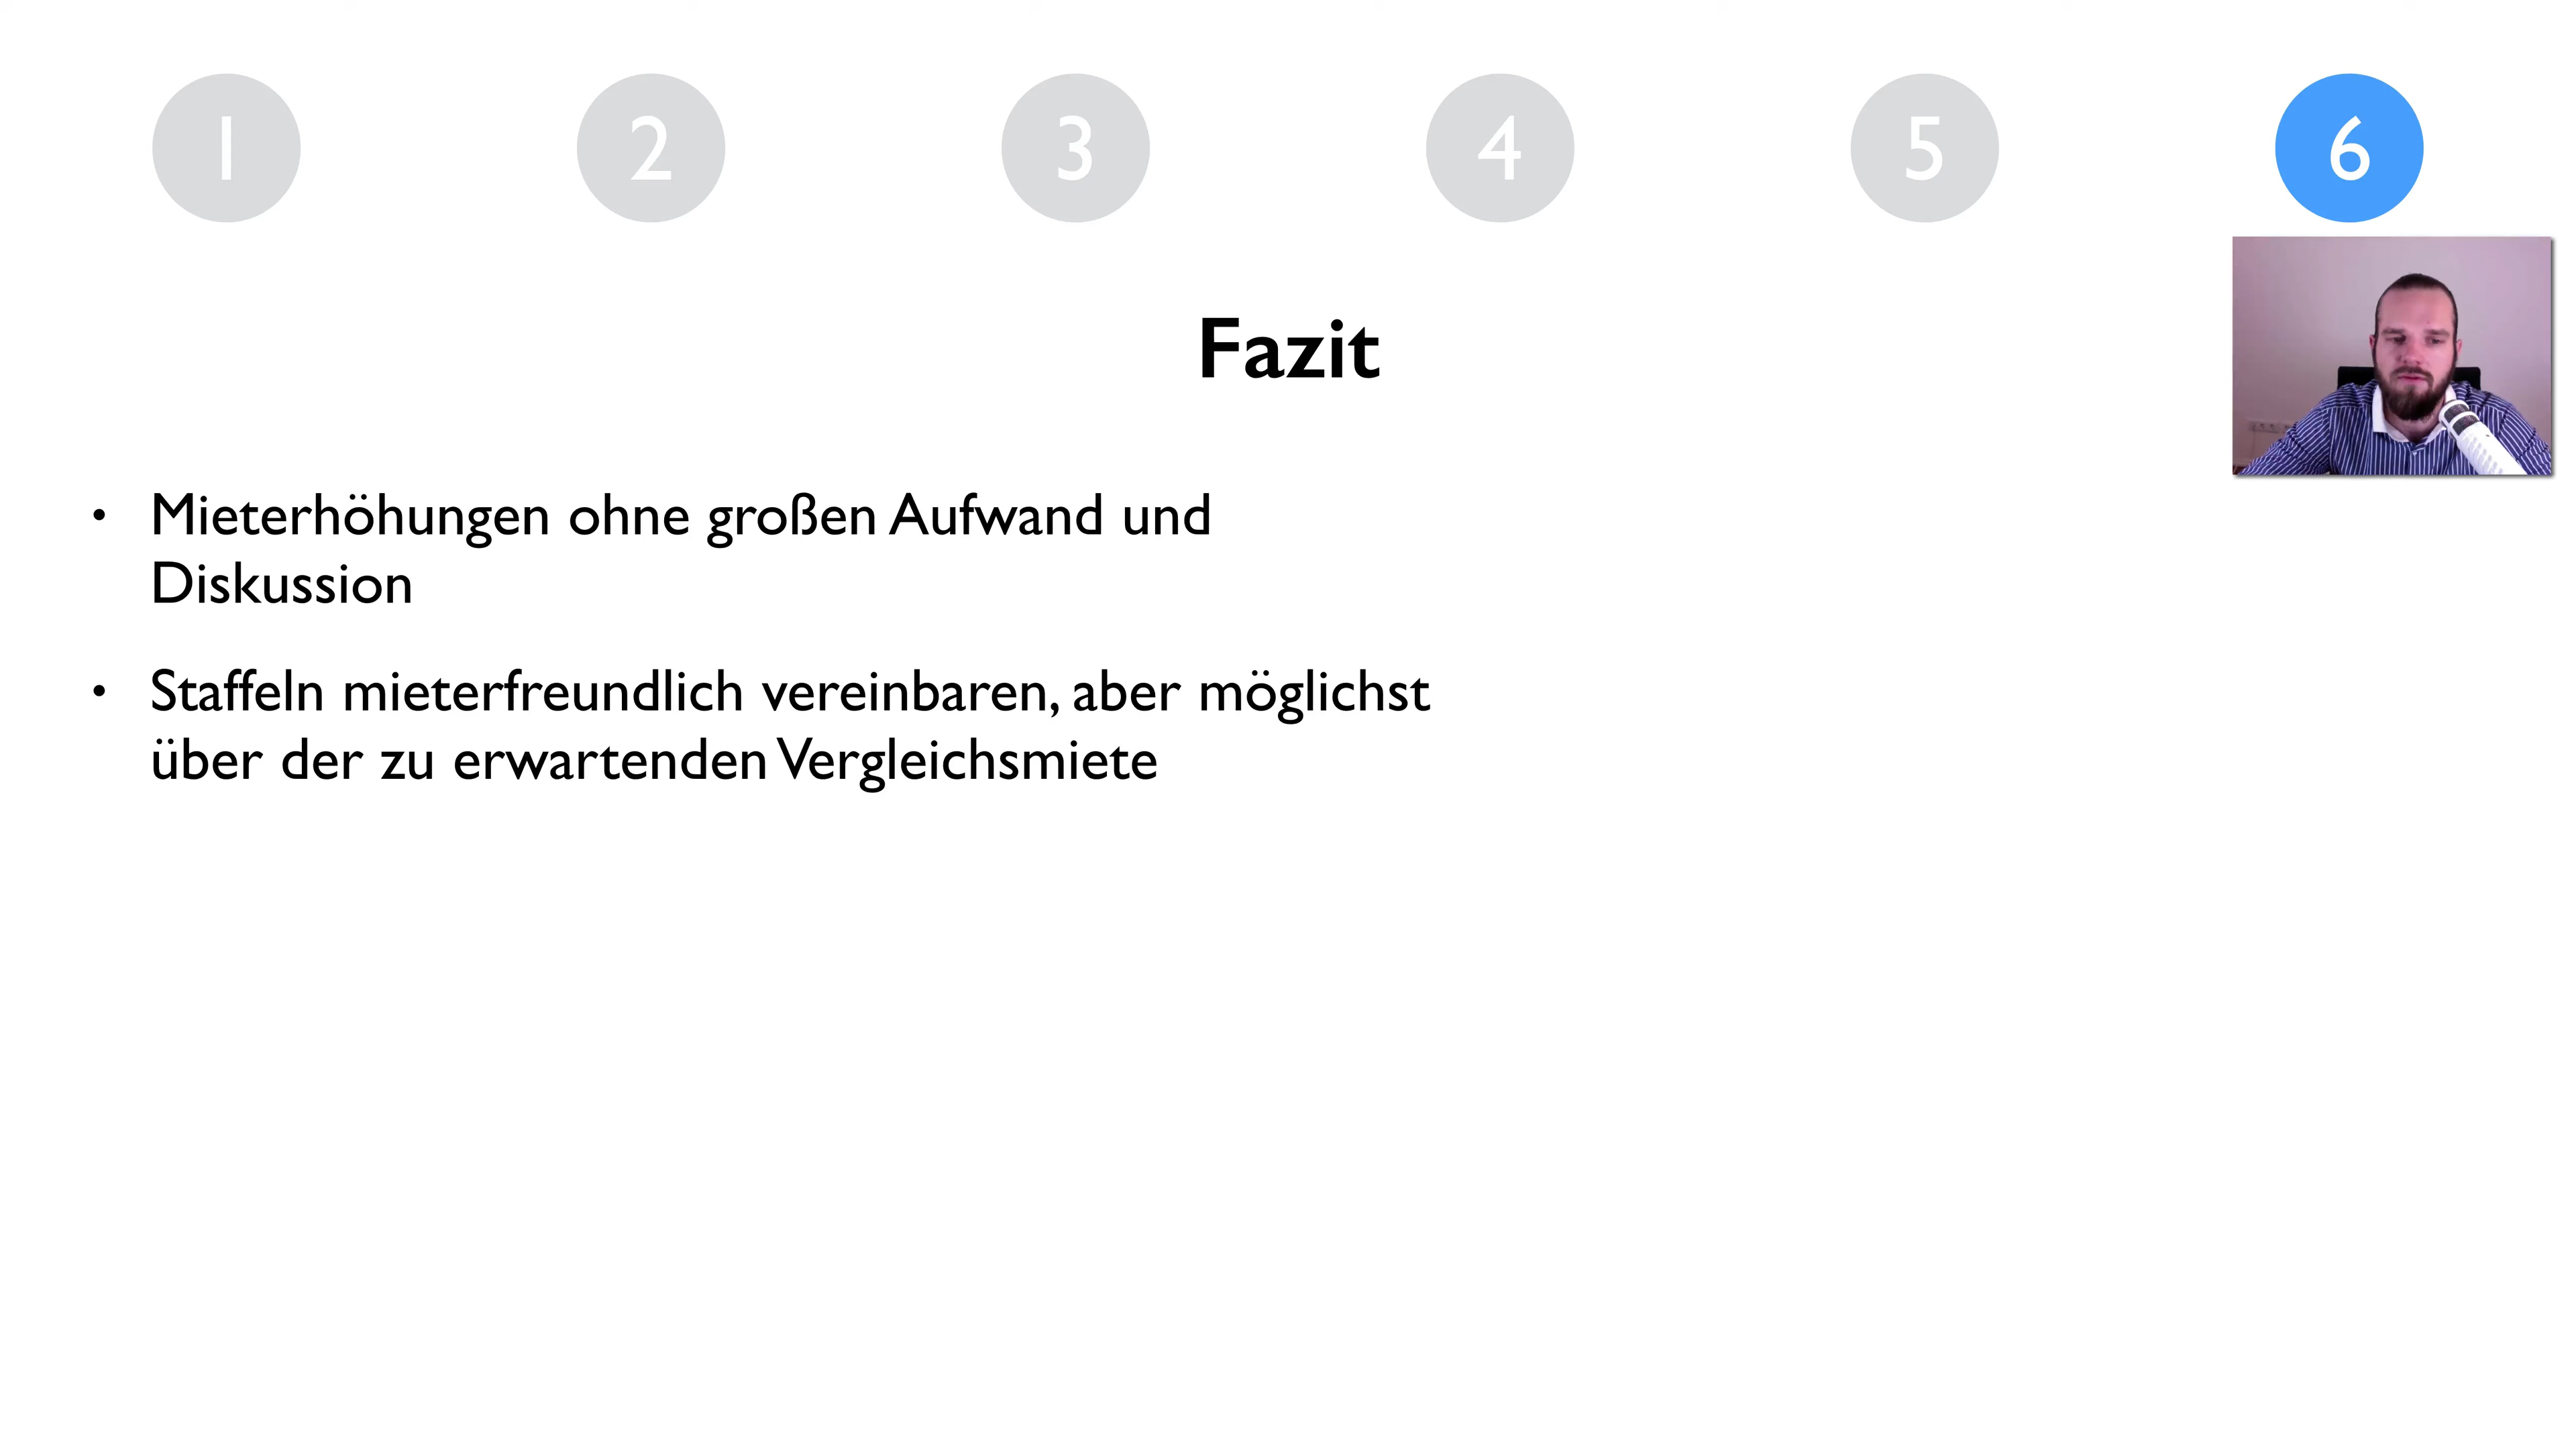 1 2 3 4 5 6
Fazit
• Mieterhöhungen ohne großen Aufwand und
Diskussion
• Staffeln mieterfreundlich vereinbaren, aber möglichst
über der zu erwartenden Vergleichsmiete